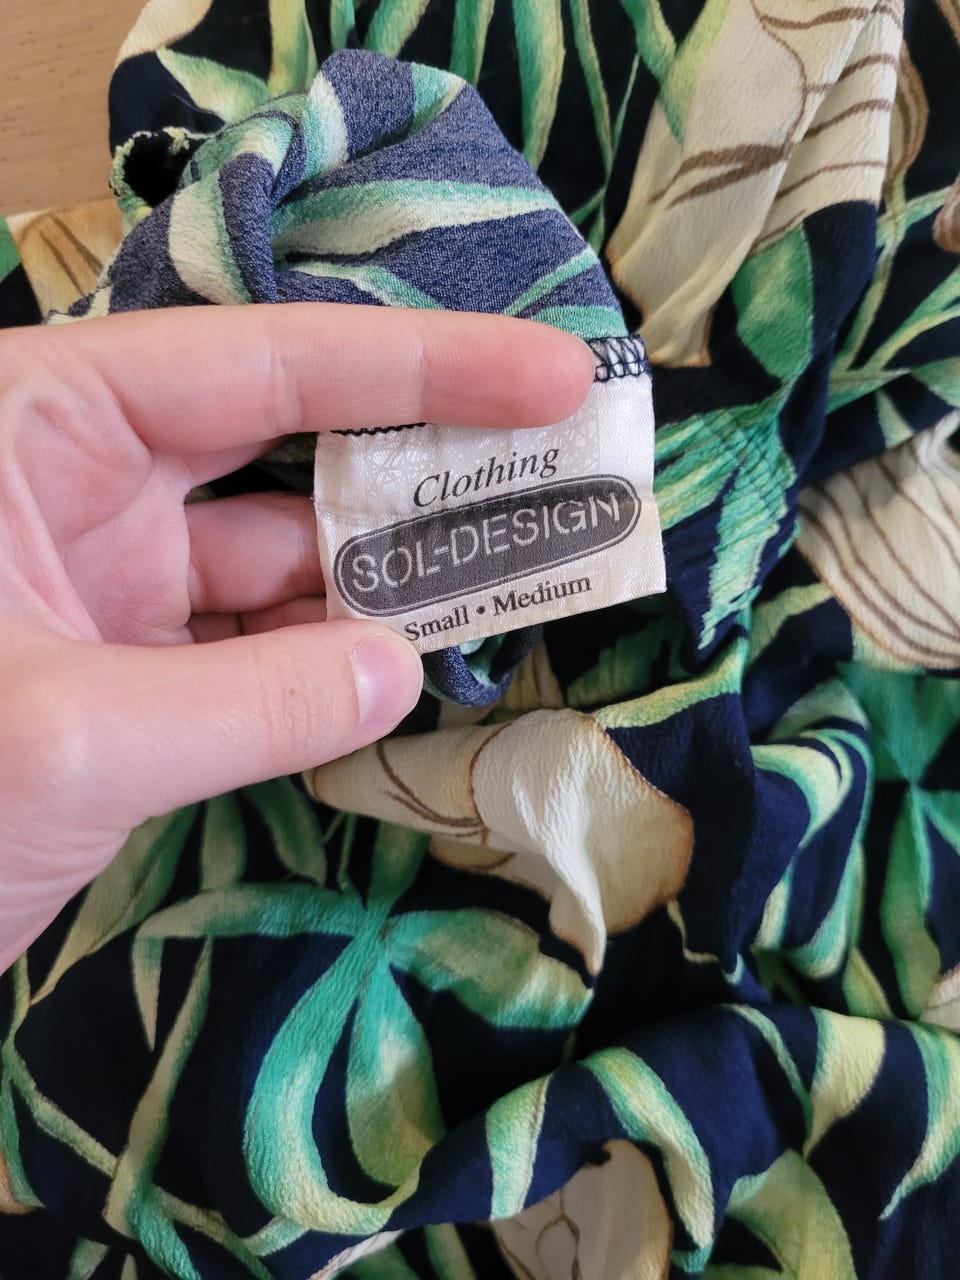 Clothing
SOL-DESIGN
Small • Medium